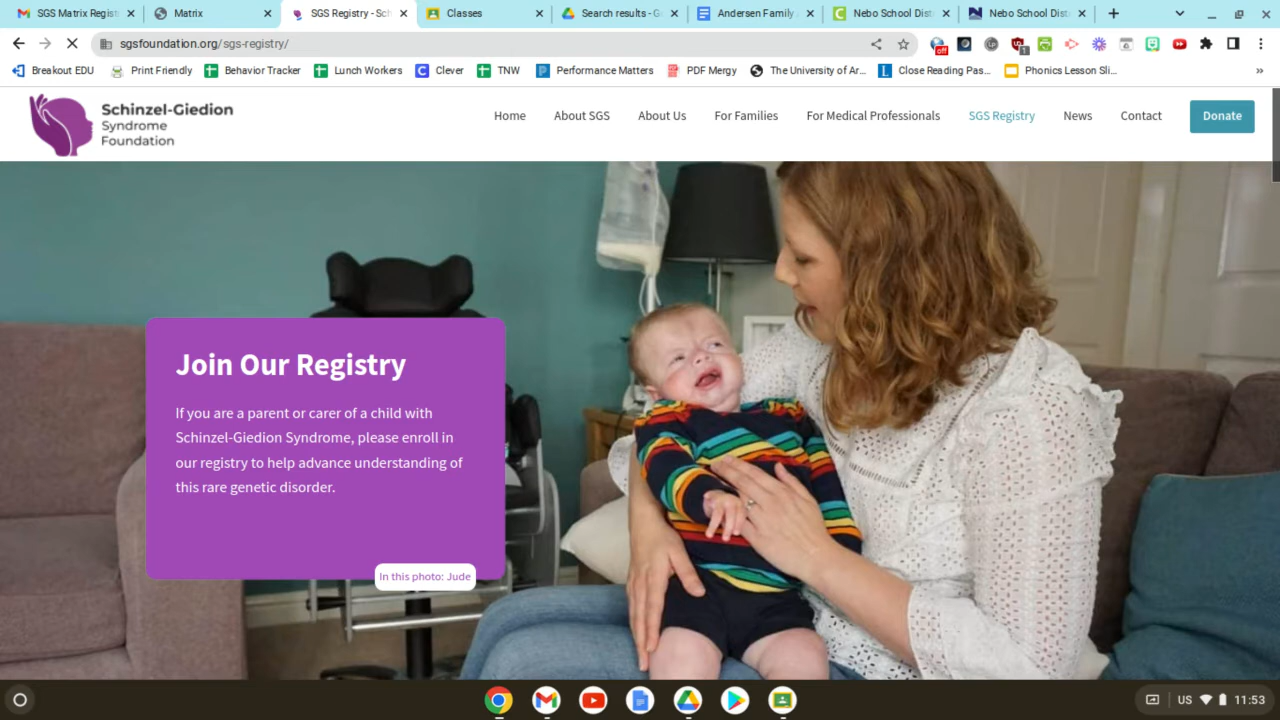 SGS Matrix Regist
Matrix
SGS Registry - Sch
Classes
Search results - G
Andersen Family
Nebo School Dist
Nebo School Dist
sgsfoundation.org/sgs-registry/
off
1
Breakout EDU
Print Friendly
Behavior Tracker
Lunch Workers
Clever
TNW
Performance Matters
PDF Mergy
The University of Ar...
Close Reading Pas...
Phonics Lesson Sli...
»
Schinzel-Giedion
Syndrome
Foundation
Home
About SGS
About Us
For Families
For Medical Professionals
SGS Registry
News
Contact
Donate
Join Our Registry
If you are a parent or carer of a child with
Schinzel-Giedion Syndrome, please enroll in
our registry to help advance understanding of
this rare genetic disorder.
In this photo: Jude
US
11:53